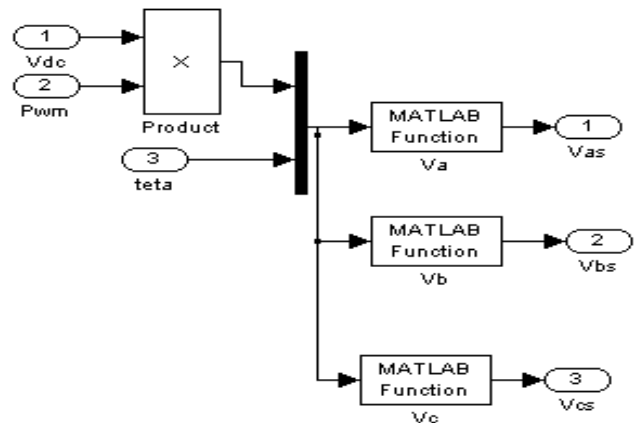 1
Vdc
2
Pwm
×
Product
3
teta
MATLAB
Function
Va
1
Vas
MATLAB
Function
Vb
2
Vbs
MATLAB
Function
Vc
3
Vcs